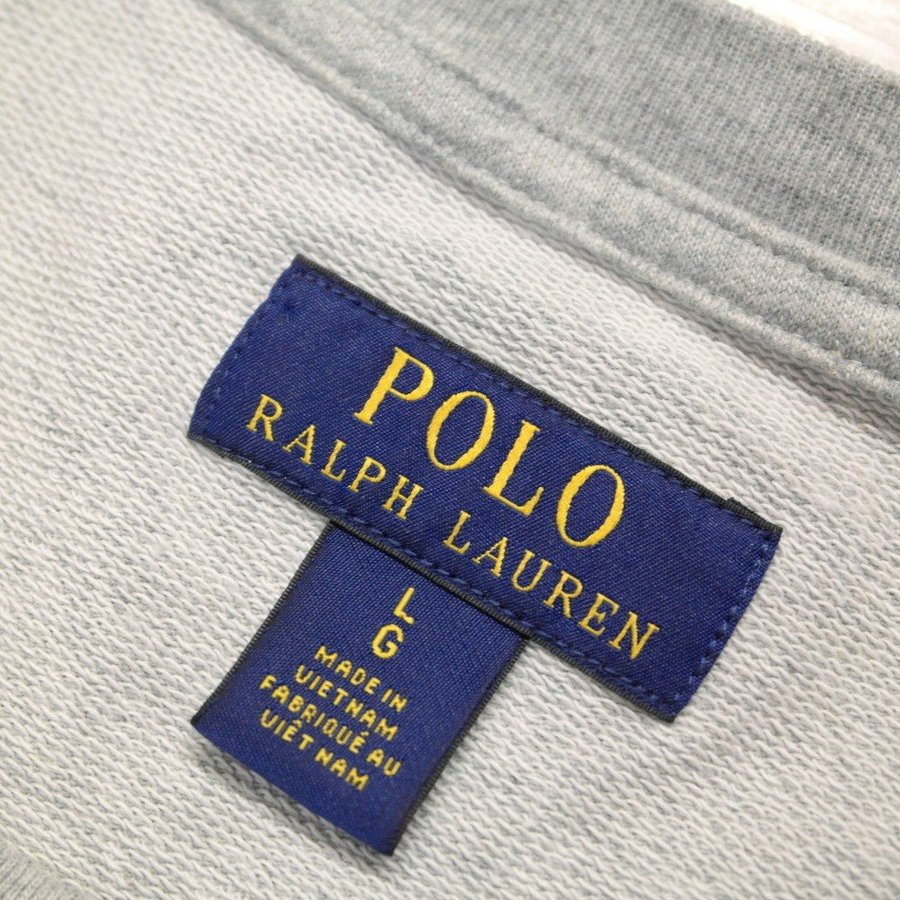 POLO
RALPH LAUREN
L
G
MADE IN
VIETNAM
FABRIQUÉ AU
VIÊT NAM